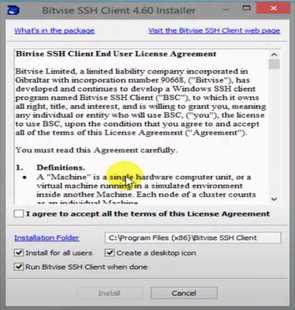 Bitvise SSH Client 4.60 Installer
What's in the package
Visit the Bitvise SSH Client web page
Bitvise SSH Client End User License Agreement
Bitvise Limited, a limited liability company incorporated in
Gibraltar with incorporation number 90668, ("Bitvise"), has
developed and continues to develop a Windows SSH client
program named Bitvise SSH Client ("BSC"), to which it owns
all right, title, and interest, and is willing to grant you, meaning
any individual or entity who will use BSC, ("you"), the license
to use BSC, upon the condition that you agree to and accept
all of the terms of this License Agreement ("Agreement").
You must read this Agreement carefully.
1. Definitions.
• A "Machine" is a single hardware computer unit, or a
virtual machine running in a simulated environment
inside another Machine. Each node of a cluster counts
as an individual Machine.
I agree to accept all the terms of this License Agreement
Installation Folder
C:\Program Files (x86)\Bitvise SSH Client
Install for all users
Create a desktop icon
Run Bitvise SSH Client when done
Install
Cancel